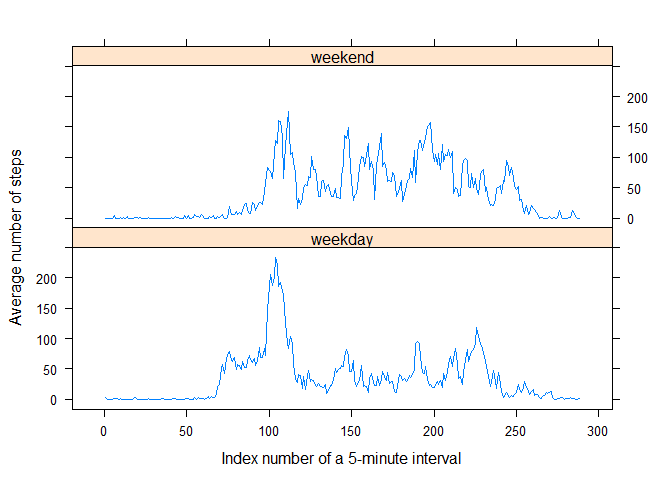 weekend
200
150
100
50
0
weekday
200
150
100
50
0
0 50 100 150 200 250 300
Index number of a 5-minute interval
Average number of steps